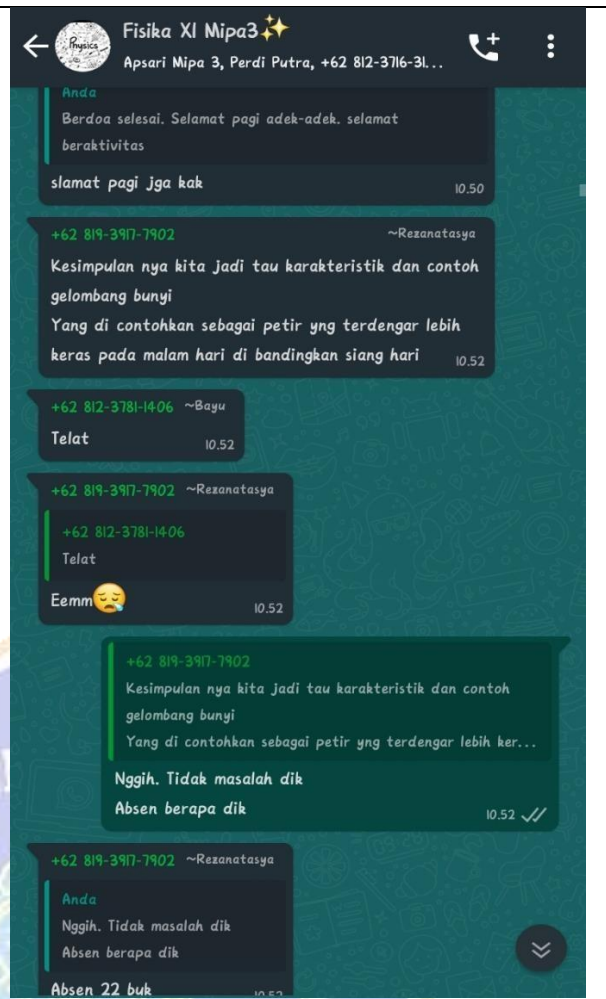 Physics
Fisika XI Mipa3✨
Apsari Mipa 3, Perdi Putra, +62 812-3716-31...
Anda
Berdoa selesai. Selamat pagi adek-adek. selamat
beraktivitas
slamat pagi jga kak
10.50
+62 819-3917-7902 ~Rezanatasya
Kesimpulan nya kita jadi tau karakteristik dan contoh
gelombang bunyi
Yang di contohkan sebagai petir yng terdengar lebih
keras pada malam hari di bandingkan siang hari
10.52
+62 812-3781-1406 ~Bayu
Telat
10.52
+62 819-3917-7902 ~Rezanatasya
+62 812-3781-1406
Telat
Eemm😪
10.52
+62 819-3917-7902
Kesimpulan nya kita jadi tau karakteristik dan contoh
gelombang bunyi
Yang di contohkan sebagai petir yng terdengar lebih ker...
Nggih. Tidak masalah dik
Absen berapa dik
10.52
+62 819-3917-7902 ~Rezanatasya
Anda
Nggih. Tidak masalah dik
Absen berapa dik
Absen 22 buk
10.53